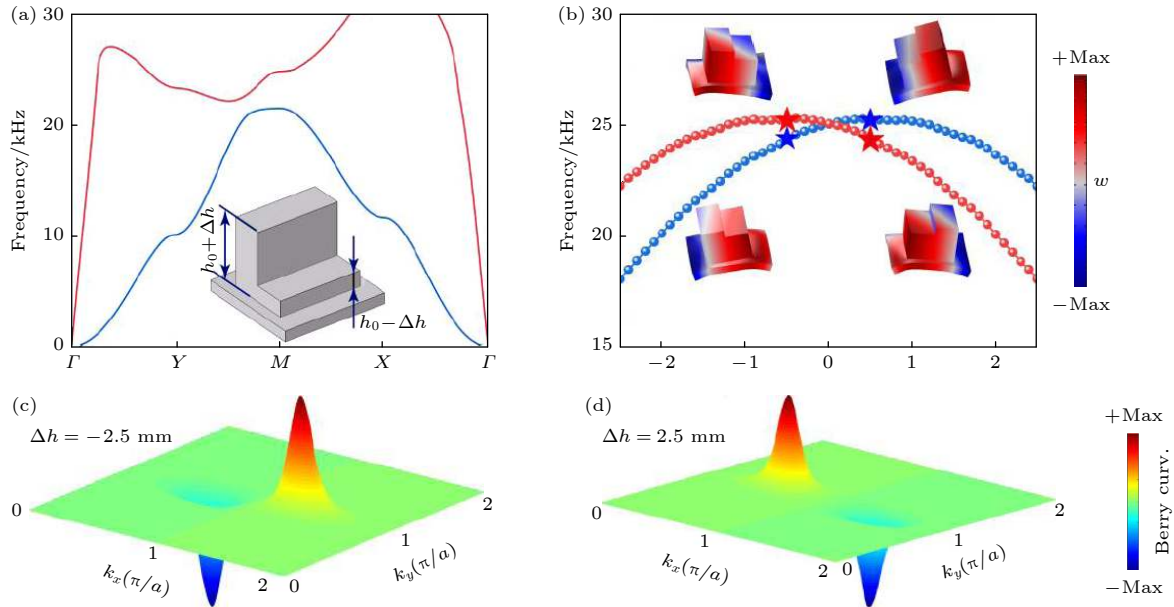 (a)
30
20
10
0
Frequency/kHz
Γ
Y
M
X
Γ
h₀+Δh
h₀−Δh
(b)
30
25
20
15
Frequency/kHz
−2
−1
0
1
2
+Max
w
−Max
(c)
Δh = −2.5 mm
0
1
2
kₓ(π/a)
0
1
2
k_y(π/a)
(d)
Δh = 2.5 mm
0
1
2
kₓ(π/a)
0
1
2
k_y(π/a)
+Max
Berry curv.
−Max